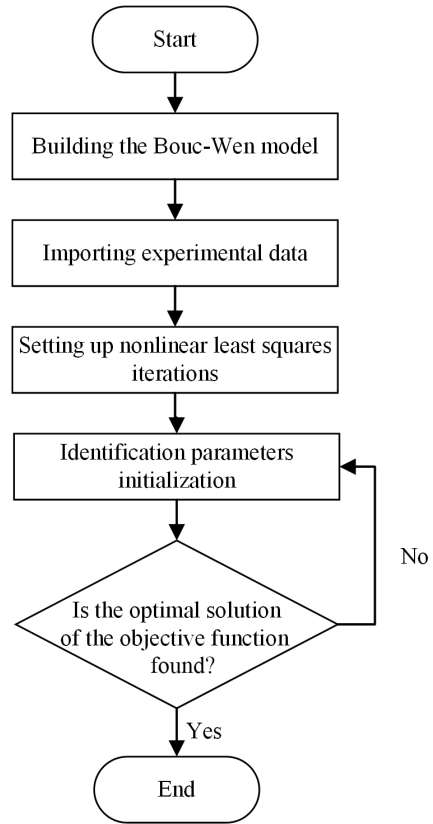 Start
Building the Bouc-Wen model
Importing experimental data
Setting up nonlinear least squares
iterations
Identification parameters
initialization
No
Is the optimal solution
of the objective function
found?
Yes
End